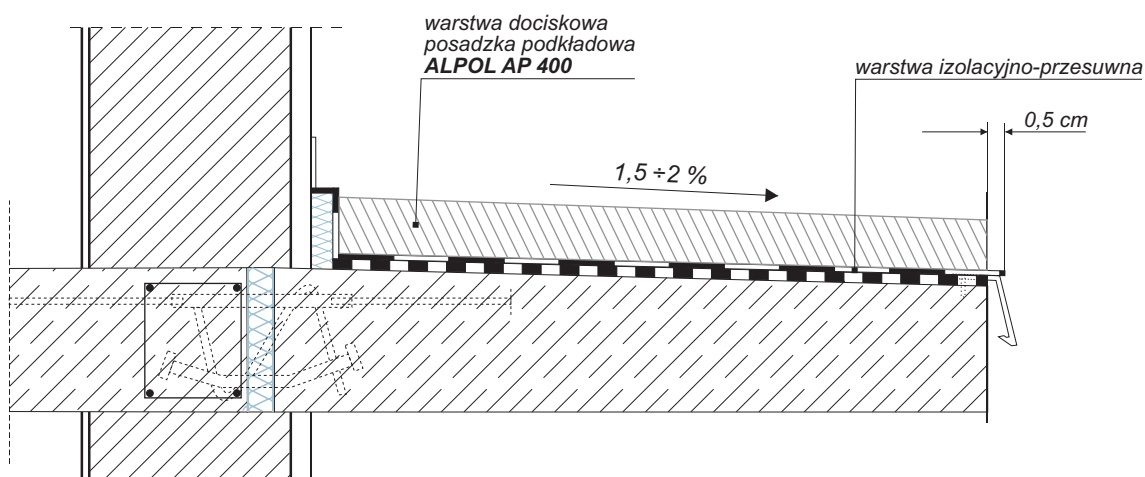 warstwa dociskowa
posadzka podkładowa
ALPOL AP 400
warstwa izolacyjno-przesuwna
0,5 cm
1,5 ÷2 %